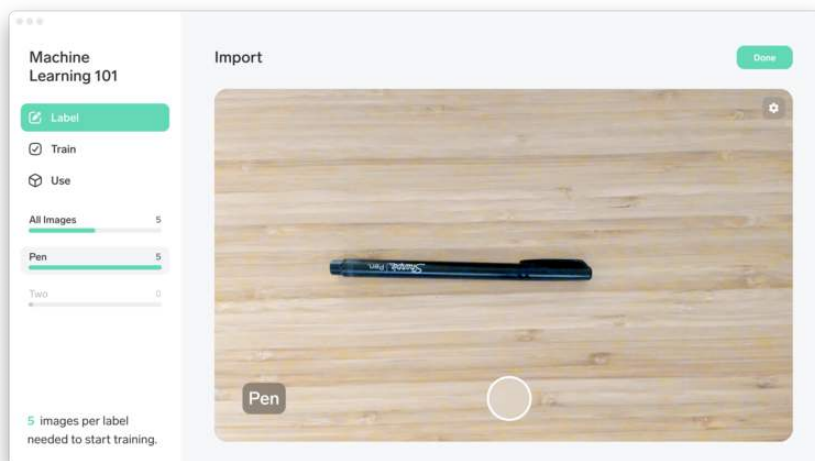 Machine
Learning 101
Import
Done
Label
Train
Use
All Images 5
Pen 5
Two 0
Sharpie Pen
Pen
5 images per label
needed to start training.